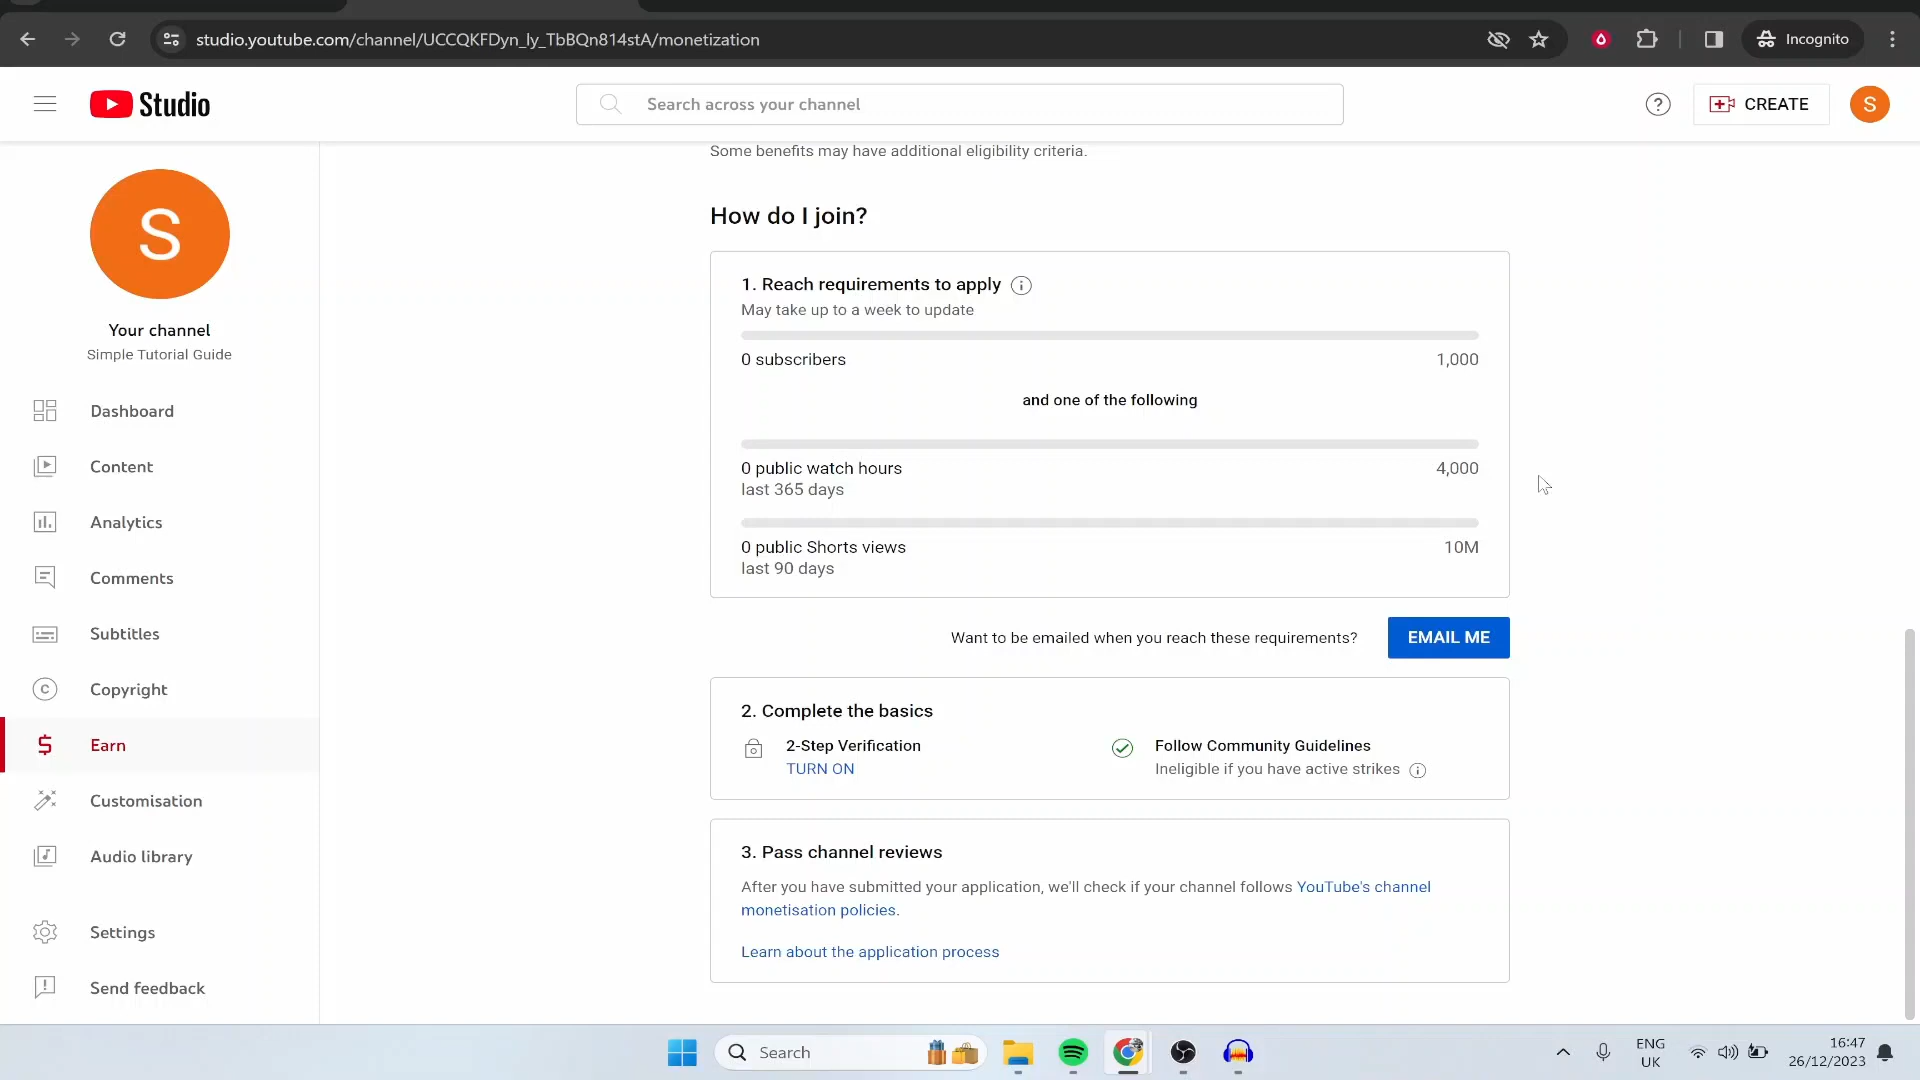 studio.youtube.com/channel/UCCQKFDyn_ly_TbBQn814stA/monetization
Incognito
Studio
Search across your channel
CREATE
S
S
Your channel
Simple Tutorial Guide
Dashboard
Content
Analytics
Comments
Subtitles
Copyright
Earn
Customisation
Audio library
Settings
Send feedback
Some benefits may have additional eligibility criteria.
How do I join?
1. Reach requirements to apply
May take up to a week to update
0 subscribers 1,000
and one of the following
0 public watch hours 4,000
last 365 days
0 public Shorts views 10M
last 90 days
Want to be emailed when you reach these requirements? EMAIL ME
2. Complete the basics
2-Step Verification
TURN ON
Follow Community Guidelines
Ineligible if you have active strikes
3. Pass channel reviews
After you have submitted your application, we'll check if your channel follows YouTube's channel
monetisation policies.
Learn about the application process
Search
ENG
UK
16:47
26/12/2023